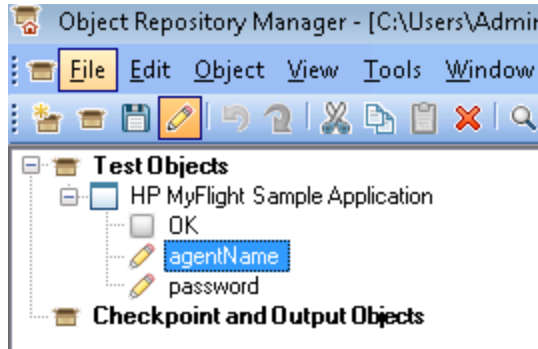 Object Repository Manager - [C:\Users\Admi
File Edit Object View Tools Window
Test Objects
HP MyFlight Sample Application
OK
agentName
password
Checkpoint and Output Objects